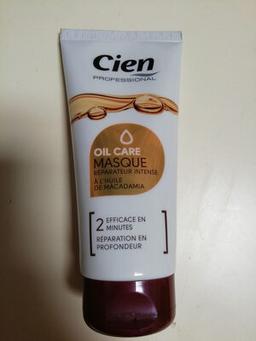 Cien
PROFESSIONAL
OIL CARE
MASQUE
RÉPARATEUR INTENSE
À L'HUILE
DE MACADAMIA
2 EFFICACE EN
MINUTES
RÉPARATION EN
PROFONDEUR